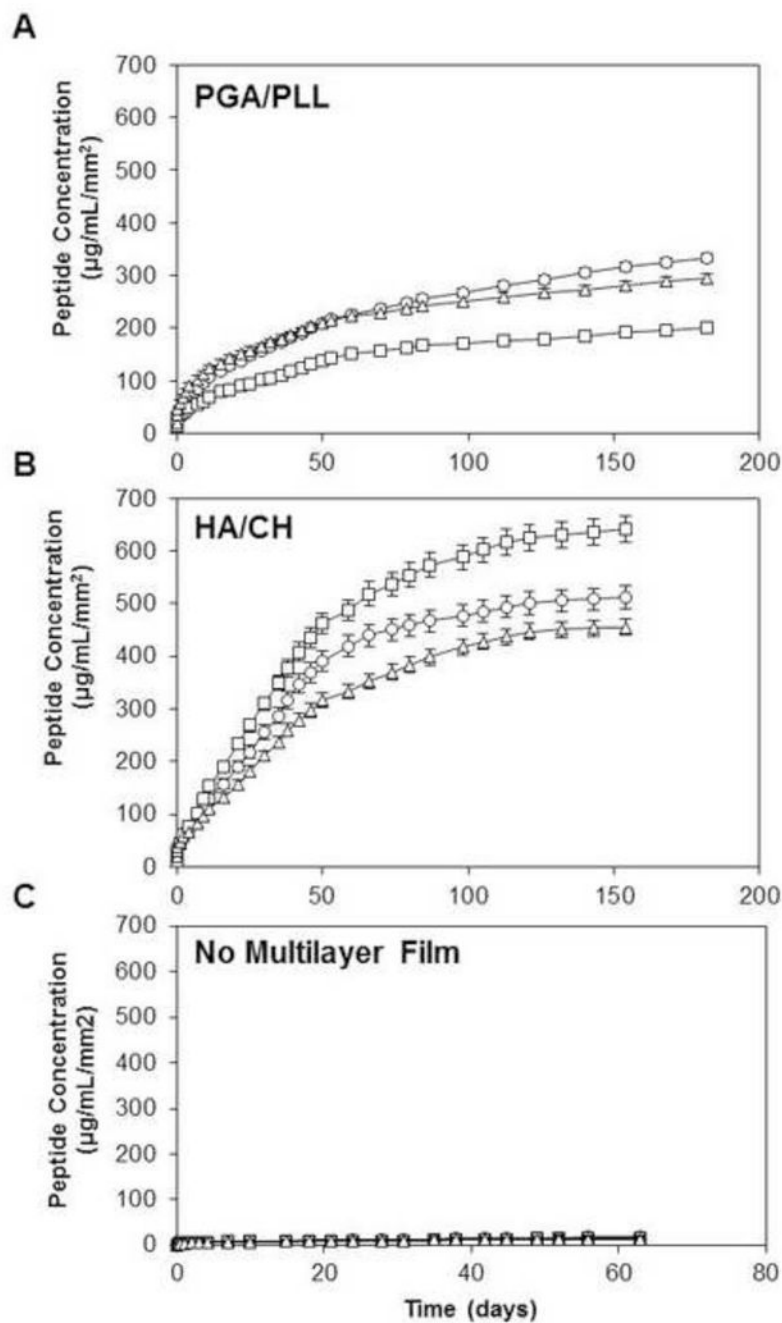 A
PGA/PLL
Peptide Concentration
(µg/mL/mm²)
700
600
500
400
300
200
100
0
0 50 100 150 200
B
HA/CH
Peptide Concentration
(µg/mL/mm²)
700
600
500
400
300
200
100
0
0 50 100 150 200
C
No Multilayer Film
Peptide Concentration
(µg/mL/mm2)
700
600
500
400
300
200
100
0
0 20 40 60 80
Time (days)